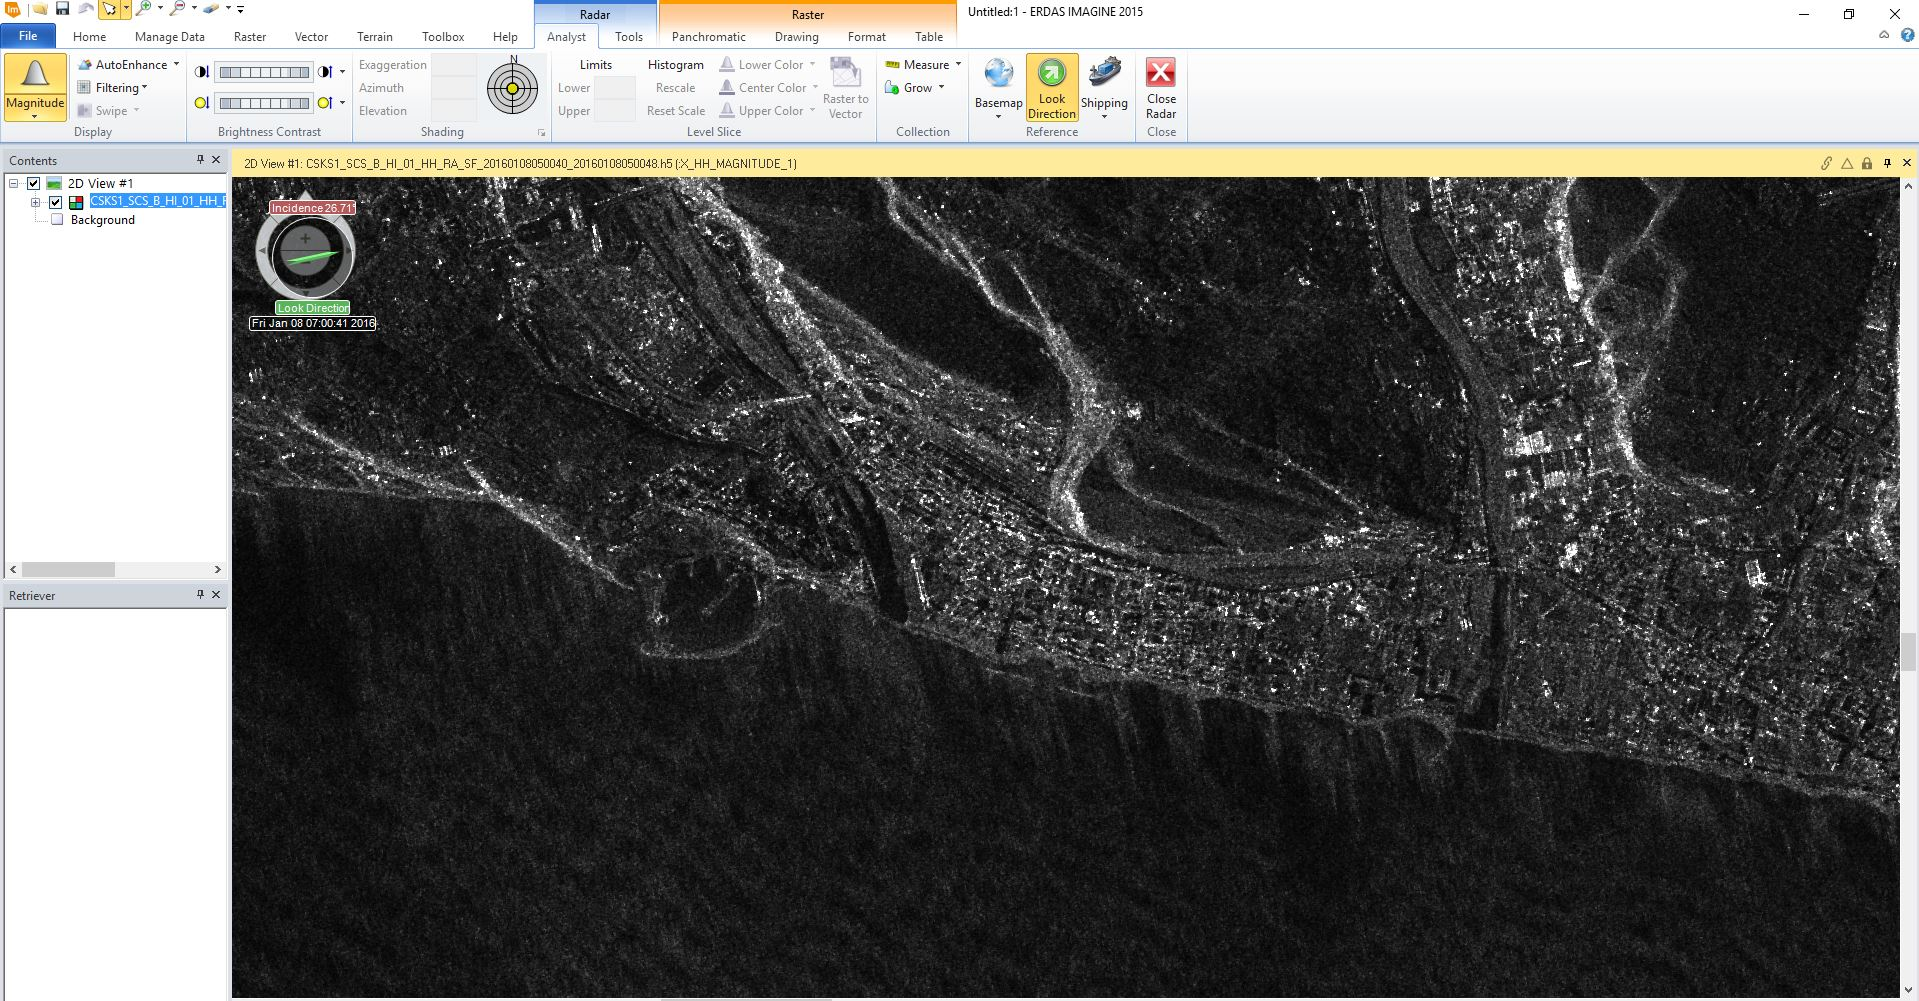 Im
Radar
Raster
Untitled:1 - ERDAS IMAGINE 2015
File Home Manage Data Raster Vector Terrain Toolbox Help Analyst Tools Panchromatic Drawing Format Table
Magnitude
AutoEnhance
Filtering
Swipe
Display
Brightness Contrast
Exaggeration
Azimuth
Elevation
N
Shading
Limits
Lower
Upper
Histogram
Rescale
Reset Scale
Lower Color
Center Color
Upper Color
Raster to
Vector
Level Slice
Measure
Grow
Collection
Basemap
Look
Direction
Shipping
Reference
Close
Radar
Close
Contents
2D View #1
CSKS1_SCS_B_HI_01_HH_
Background
Retriever
2D View #1: CSKS1_SCS_B_HI_01_HH_RA_SF_20160108050040_20160108050048.h5 (:X_HH_MAGNITUDE_1)
Incidence 26.71°
Look Direction
Fri Jan 08 07:00:41 2016